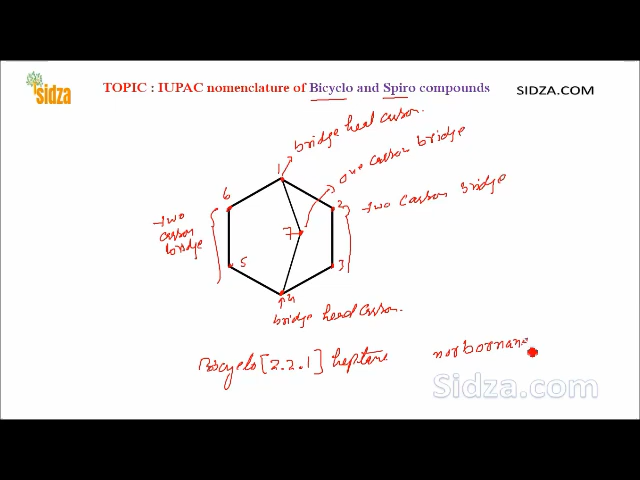 sidza
TOPIC : IUPAC nomenclature of Bicyclo and Spiro compounds
SIDZA.COM
bridge head carbon.
one carbon bridge
1
6
2
two carbon bridge
two
carbon
bridge
7
5
3
4
bridge head carbon.
Bicyclo [2.2.1] heptane
norbornane
Sidza.com